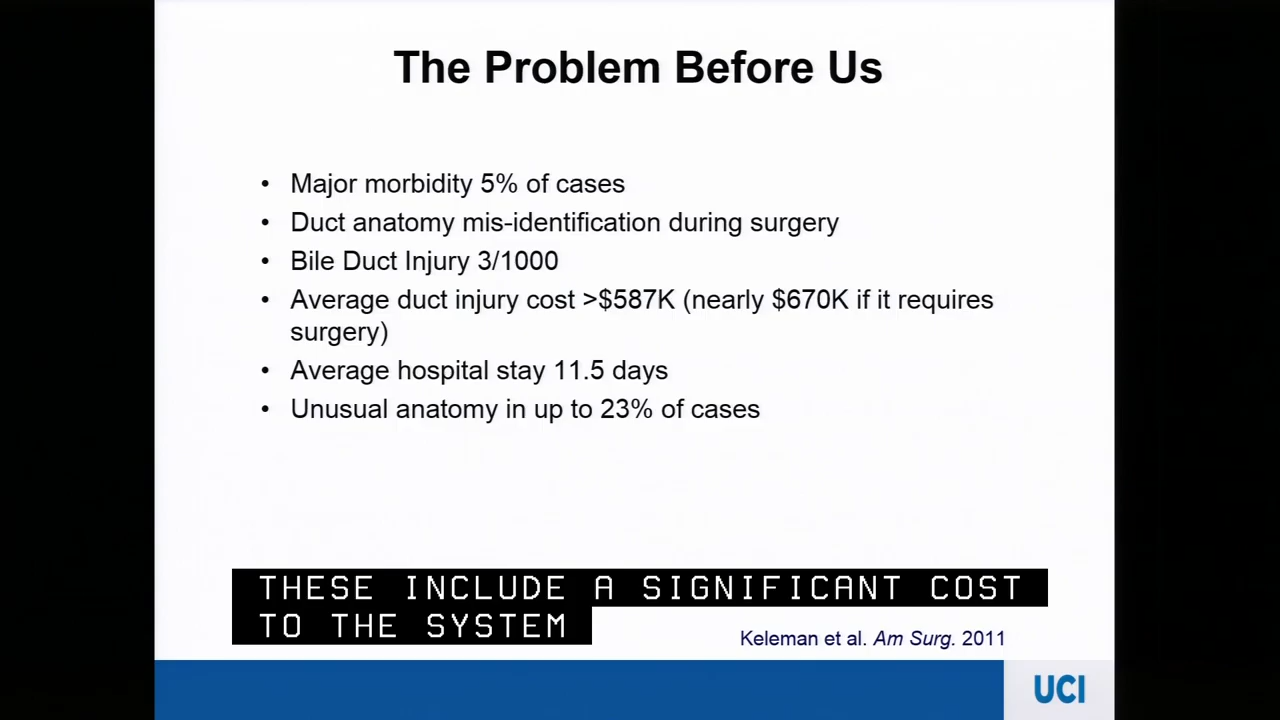 The Problem Before Us
• Major morbidity 5% of cases
• Duct anatomy mis-identification during surgery
• Bile Duct Injury 3/1000
• Average duct injury cost >$587K (nearly $670K if it requires
surgery)
• Average hospital stay 11.5 days
• Unusual anatomy in up to 23% of cases
THESE INCLUDE A SIGNIFICANT COST
TO THE SYSTEM
Keleman et al. Am Surg. 2011
UCI